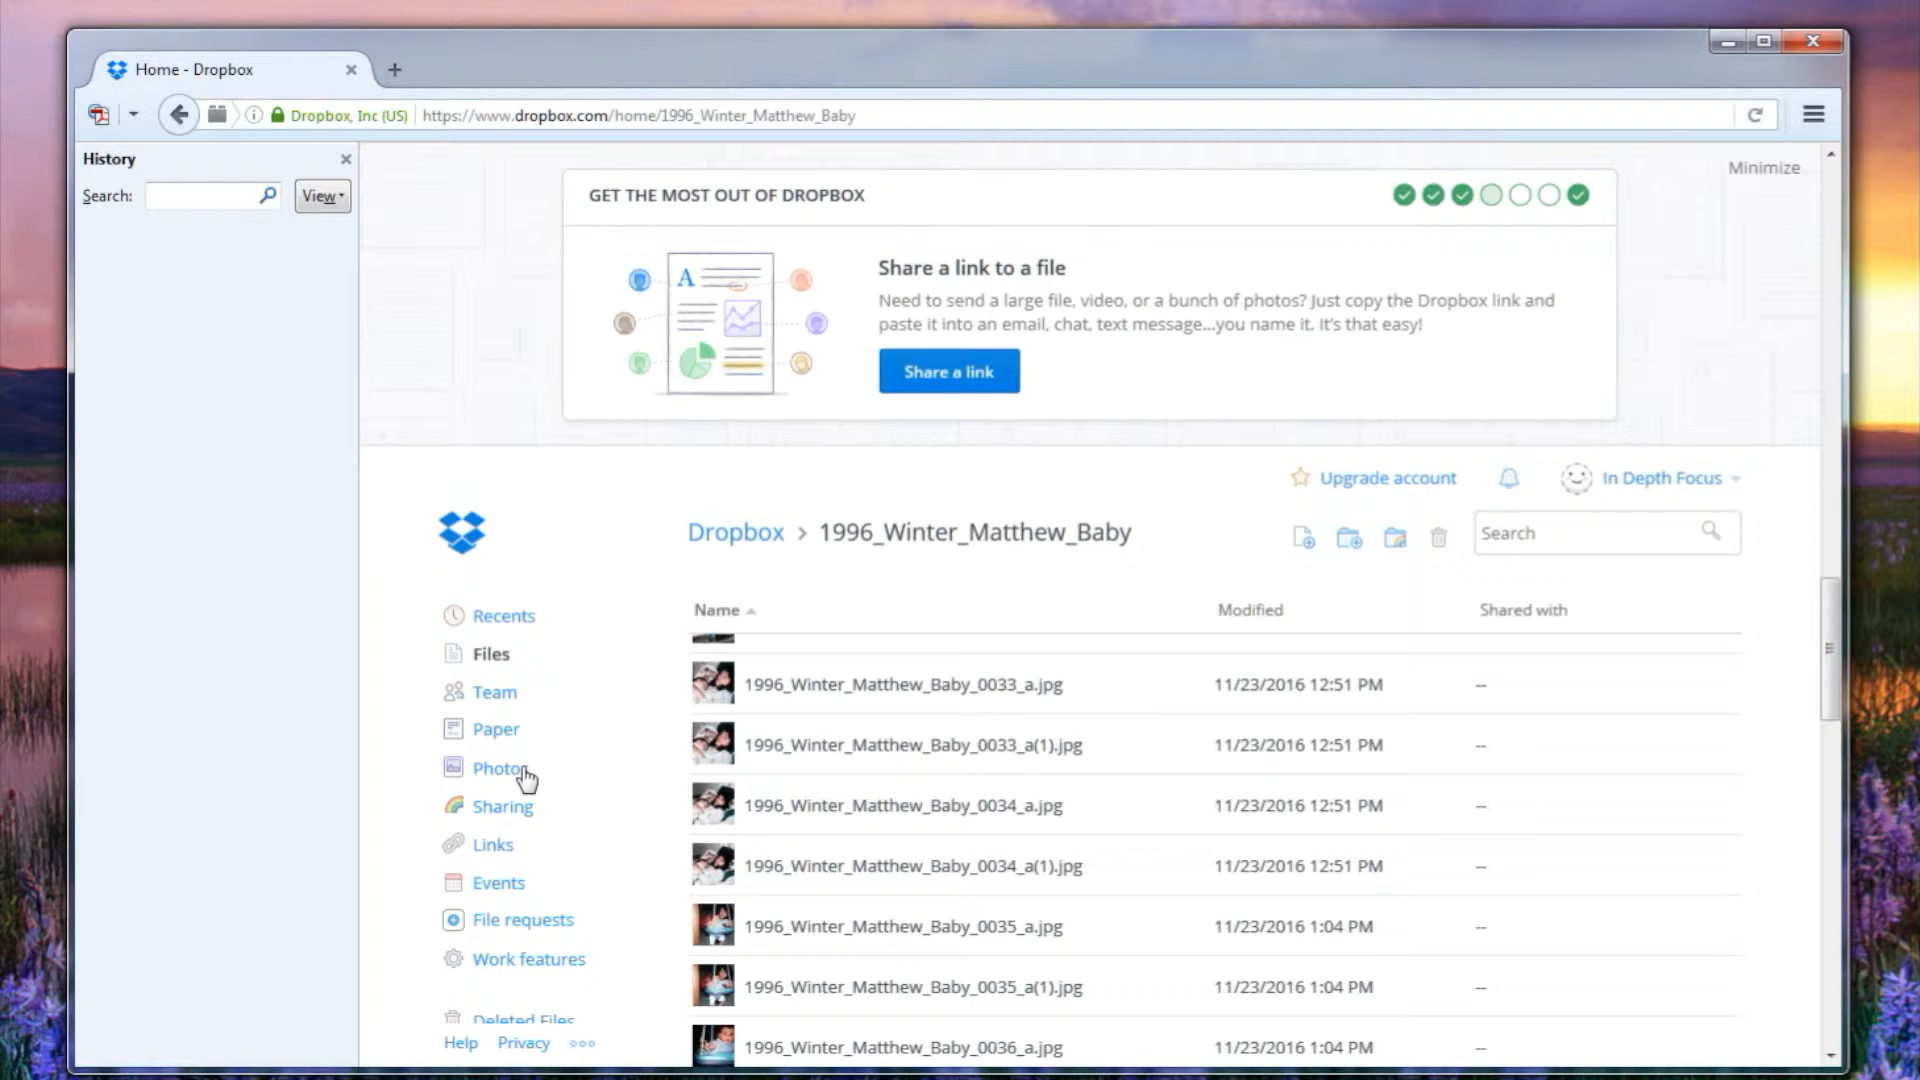 Home - Dropbox
Dropbox, Inc (US) https://www.dropbox.com/home/1996_Winter_Matthew_Baby
History
Search: View
Minimize
GET THE MOST OUT OF DROPBOX
A
Share a link to a file
Need to send a large file, video, or a bunch of photos? Just copy the Dropbox link and
paste it into an email, chat, text message...you name it. It's that easy!
Share a link
Upgrade account In Depth Focus
Dropbox > 1996_Winter_Matthew_Baby Search
Recents
Files
Team
Paper
Photos
Sharing
Links
Events
File requests
Work features
Deleted Files
Help Privacy
Name Modified Shared with
1996_Winter_Matthew_Baby_0033_a.jpg 11/23/2016 12:51 PM --
1996_Winter_Matthew_Baby_0033_a(1).jpg 11/23/2016 12:51 PM --
1996_Winter_Matthew_Baby_0034_a.jpg 11/23/2016 12:51 PM --
1996_Winter_Matthew_Baby_0034_a(1).jpg 11/23/2016 12:51 PM --
1996_Winter_Matthew_Baby_0035_a.jpg 11/23/2016 1:04 PM --
1996_Winter_Matthew_Baby_0035_a(1).jpg 11/23/2016 1:04 PM --
1996_Winter_Matthew_Baby_0036_a.jpg 11/23/2016 1:04 PM --